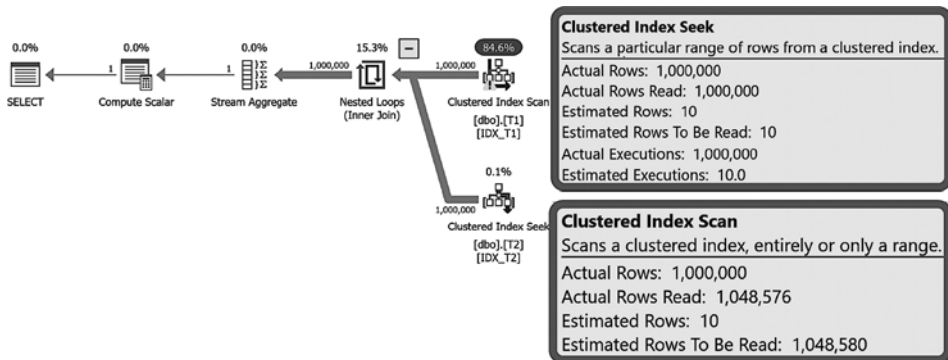 0.0%
SELECT
1
0.0%
Compute Scalar
1
0.0%
Stream Aggregate
1,000,000
15.3%
Nested Loops
(Inner Join)
1,000,000
84.6%
Clustered Index Scan
[dbo].[T1]
[IDX_T1]
1,000,000
0.1%
Clustered Index Seek
[dbo].[T2]
[IDX_T2]
Clustered Index Seek
Scans a particular range of rows from a clustered index.
Actual Rows: 1,000,000
Actual Rows Read: 1,000,000
Estimated Rows: 10
Estimated Rows To Be Read: 10
Actual Executions: 1,000,000
Estimated Executions: 10.0
Clustered Index Scan
Scans a clustered index, entirely or only a range.
Actual Rows: 1,000,000
Actual Rows Read: 1,048,576
Estimated Rows: 10
Estimated Rows To Be Read: 1,048,580